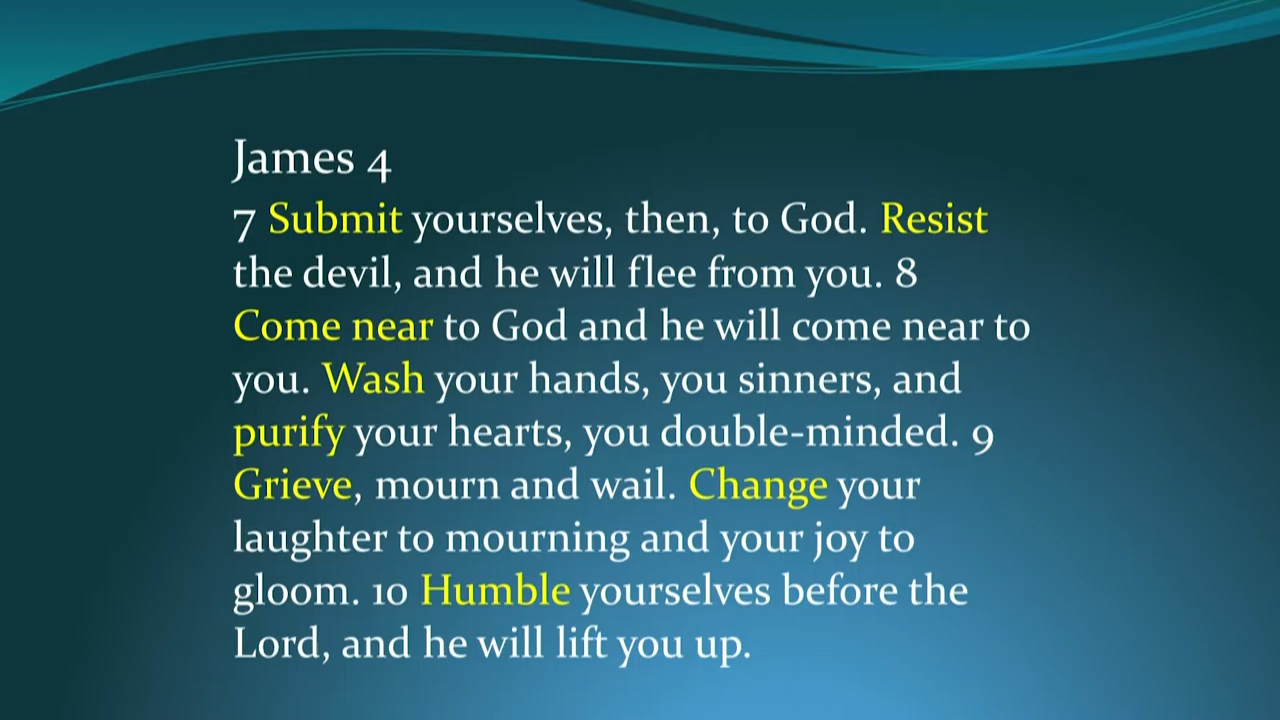 James 4
7 Submit yourselves, then, to God. Resist
the devil, and he will flee from you. 8
Come near to God and he will come near to
you. Wash your hands, you sinners, and
purify your hearts, you double-minded. 9
Grieve, mourn and wail. Change your
laughter to mourning and your joy to
gloom. 10 Humble yourselves before the
Lord, and he will lift you up.